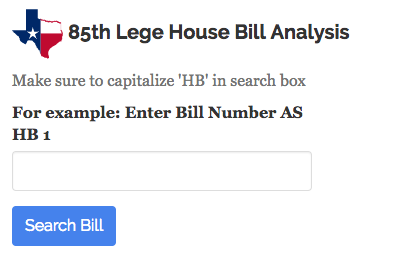 85th Lege House Bill Analysis
Make sure to capitalize 'HB' in search box
For example: Enter Bill Number AS
HB 1
Search Bill